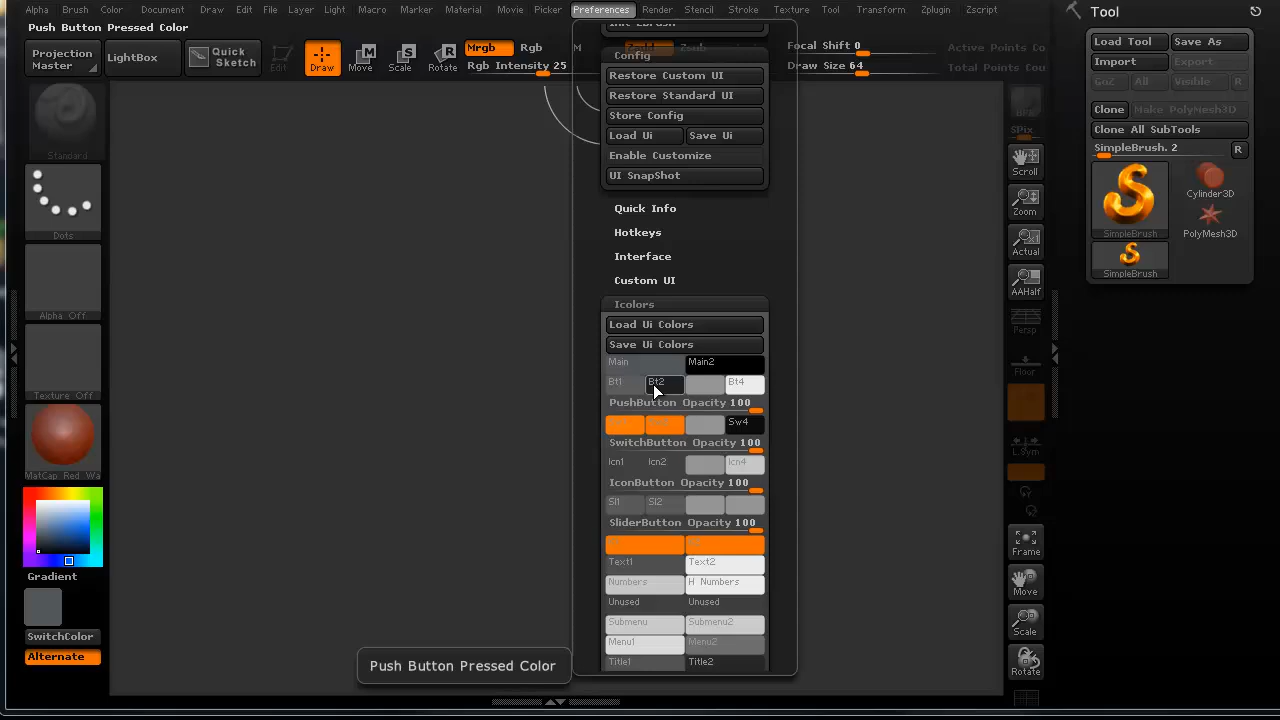 Alpha Brush Color Document Draw Edit File Layer Light Macro Marker Material Movie Picker Preferences Render Stencil Stroke Texture Tool Transform Zplugin Zscript
Tool
Push Button Pressed Color
Projection Master
LightBox
Quick Sketch
Edit
Draw
Move
Scale
Rotate
Mrgb Rgb M
Rgb Intensity 25
Zsub
Focal Shift 0
Draw Size 64
Active Points Cou
Total Points Cou
Config
Restore Custom UI
Restore Standard UI
Store Config
Load Ui Save Ui
Enable Customize
UI SnapShot
Quick Info
Hotkeys
Interface
Custom UI
Icolors
Load Ui Colors
Save Ui Colors
Main Main2
Bt1 Bt2 Bt4
PushButton Opacity 100
Sw4
SwitchButton Opacity 100
Icn1 Icn2 Icn4
IconButton Opacity 100
Sl1 Sl2
SliderButton Opacity 100
Text1 Text2
Numbers H Numbers
Unused Unused
Submenu Submenu2
Menu1 Menu2
Title1 Title2
Standard
Dots
Alpha Off
Texture Off
MatCap Red Wa
Gradient
SwitchColor
Alternate
Push Button Pressed Color
BPR
SPix
Scroll
Zoom
Actual
AAHalf
Persp
Floor
L.Sym
Frame
Move
Scale
Rotate
Load Tool Save As
Import Export
GoZ All Visible R
Clone Make PolyMesh3D
Clone All SubTools
SimpleBrush. 2 R
SimpleBrush
Cylinder3D
PolyMesh3D
SimpleBrush